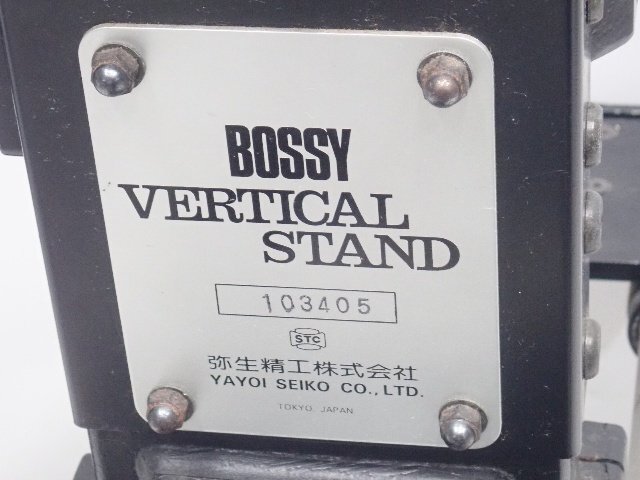 BOSSY
VERTICAL
STAND
103405
STC
弥生精工株式会社
YAYOI SEIKO CO., LTD.
TOKYO, JAPAN